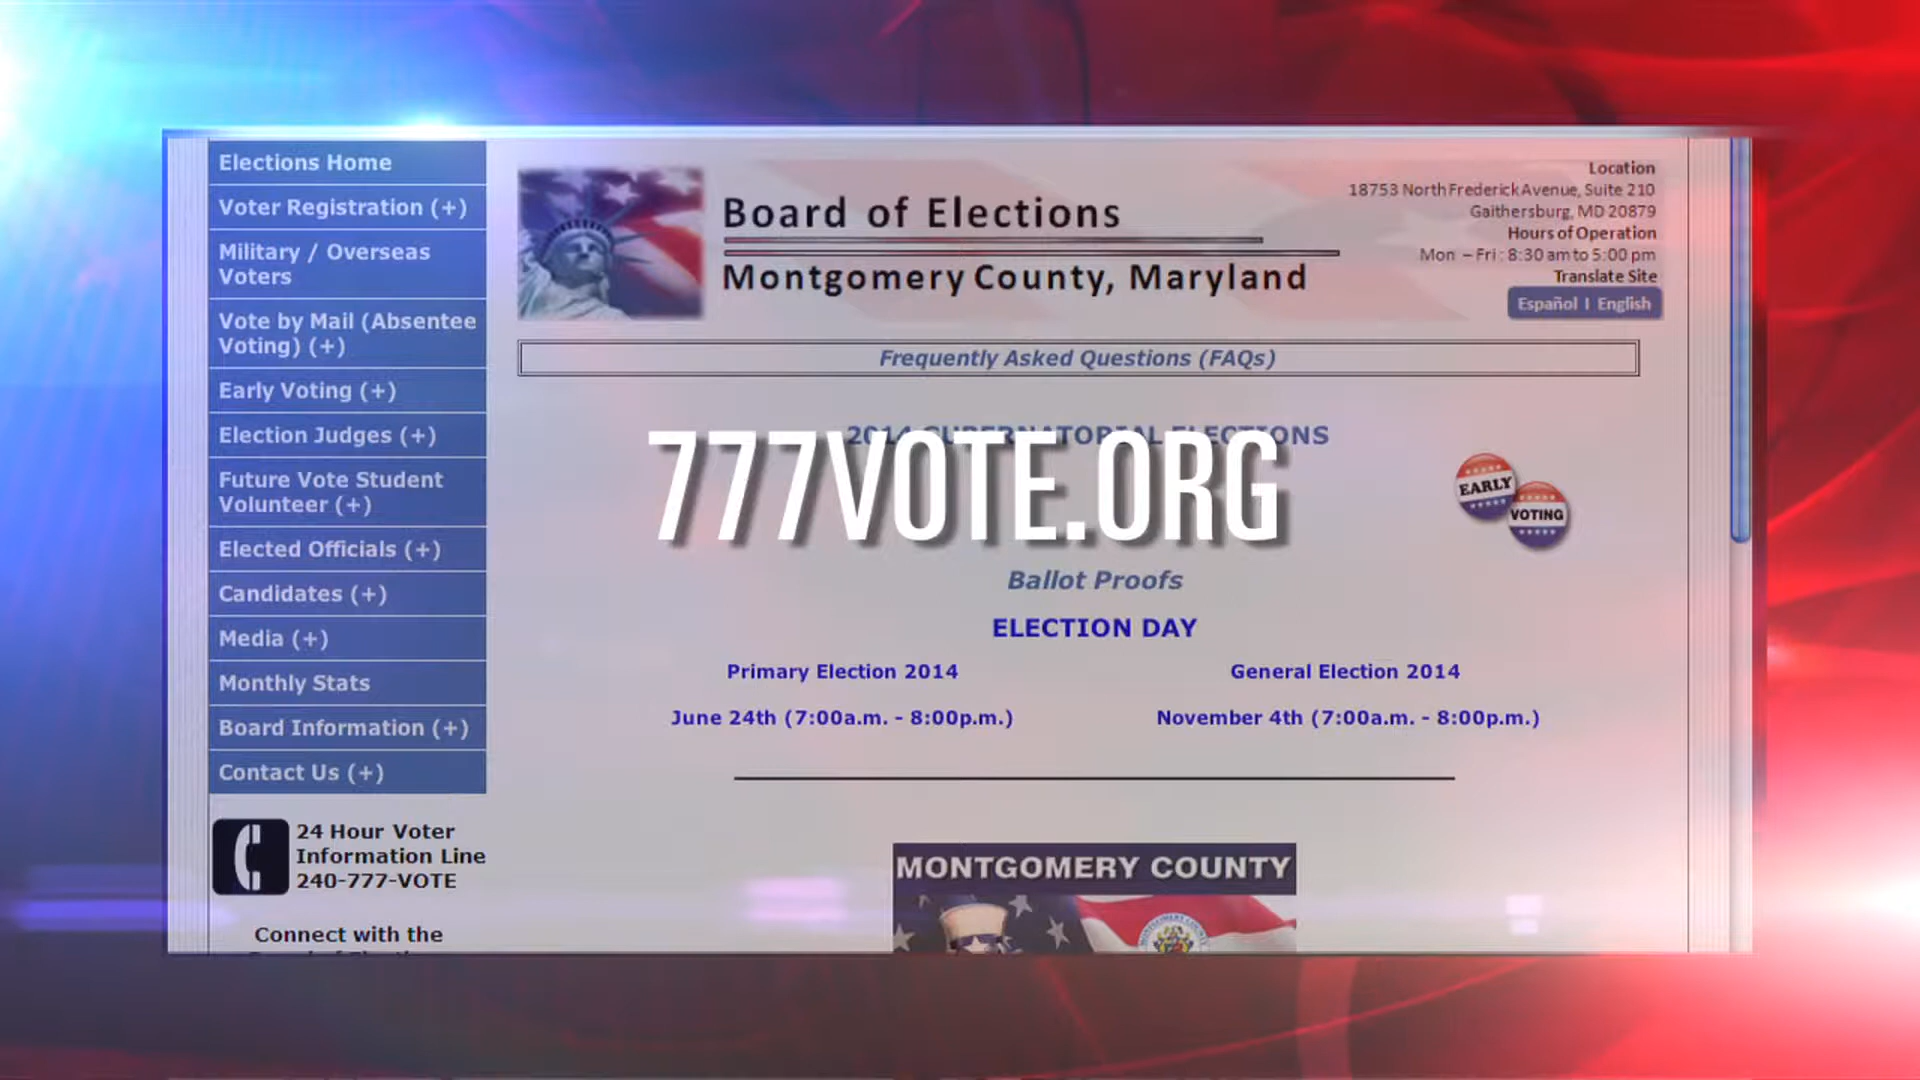 Elections Home
Voter Registration (+)
Military / Overseas
Voters
Vote by Mail (Absentee
Voting) (+)
Early Voting (+)
Election Judges (+)
Future Vote Student
Volunteer (+)
Elected Officials (+)
Candidates (+)
Media (+)
Monthly Stats
Board Information (+)
Contact Us (+)
24 Hour Voter
Information Line
240-777-VOTE
Connect with the
Board of Elections
Montgomery County, Maryland
Location
18753 North Frederick Avenue, Suite 210
Gaithersburg, MD 20879
Hours of Operation
Mon – Fri : 8:30 am to 5:00 pm
Translate Site
Español | English
Frequently Asked Questions (FAQs)
2014 GUBERNATORIAL ELECTIONS
777VOTE.ORG
EARLY
VOTING
Ballot Proofs
ELECTION DAY
Primary Election 2014
General Election 2014
June 24th (7:00a.m. - 8:00p.m.)
November 4th (7:00a.m. - 8:00p.m.)
MONTGOMERY COUNTY